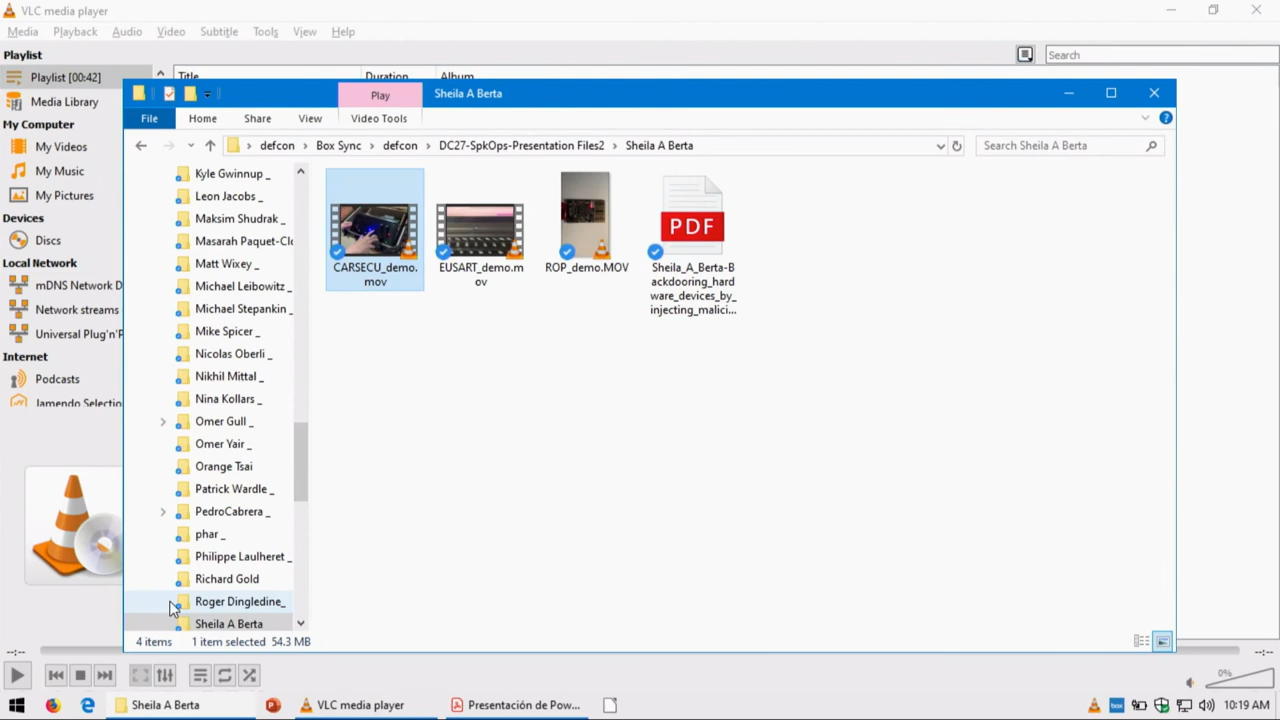 VLC media player
Media Playback Audio Video Subtitle Tools View Help
Playlist
Search
Playlist [00:42]
Title Duration Album
Media Library
My Computer
My Videos
My Music
My Pictures
Devices
Discs
Local Network
mDNS Network D
Network streams
Universal Plug'n'P
Internet
Podcasts
Jamendo Selectio
Play
Sheila A Berta
File Home Share View Video Tools
defcon Box Sync defcon DC27-SpkOps-Presentation Files2 Sheila A Berta
Search Sheila A Berta
Kyle Gwinnup _
Leon Jacobs _
Maksim Shudrak _
Masarah Paquet-Clo
Matt Wixey _
Michael Leibowitz _
Michael Stepankin _
Mike Spicer _
Nicolas Oberli _
Nikhil Mittal _
Nina Kollars _
Omer Gull _
Omer Yair _
Orange Tsai
Patrick Wardle _
PedroCabrera _
phar _
Philippe Laulheret _
Richard Gold
Roger Dingledine_
Sheila A Berta
CARSECU_demo.
mov
EUSART_demo.m
ov
ROP_demo.MOV
PDF
Sheila_A_Berta-B
ackdooring_hard
ware_devices_by_
injecting_malici...
4 items 1 item selected 54.3 MB
--:-- --:--
0%
Sheila A Berta
VLC media player
Presentación de Pow...
box
10:19 AM